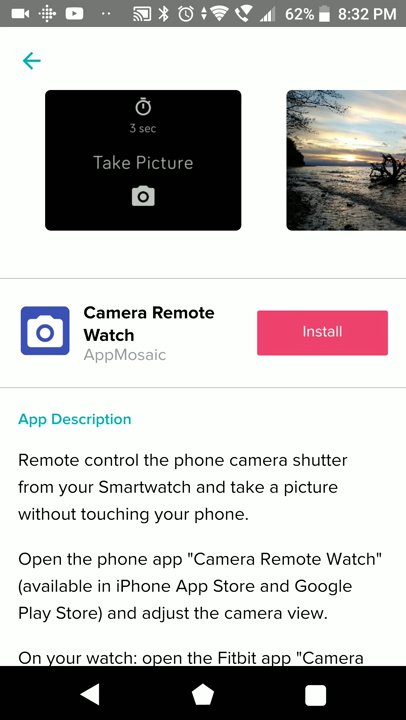 62% 8:32 PM
3 sec
Take Picture
Camera Remote
Watch
AppMosaic
Install
App Description
Remote control the phone camera shutter
from your Smartwatch and take a picture
without touching your phone.
Open the phone app "Camera Remote Watch"
(available in iPhone App Store and Google
Play Store) and adjust the camera view.
On your watch: open the Fitbit app "Camera